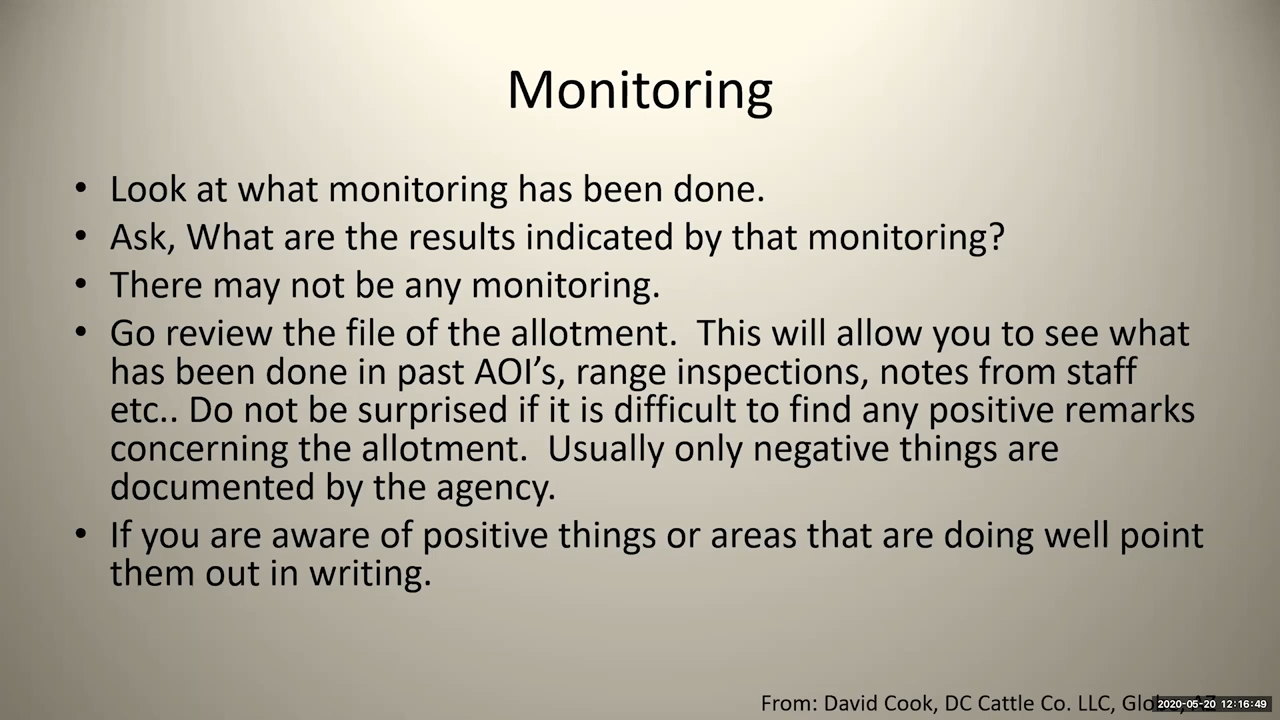 Monitoring
• Look at what monitoring has been done.
• Ask, What are the results indicated by that monitoring?
• There may not be any monitoring.
• Go review the file of the allotment.  This will allow you to see what
has been done in past AOI’s, range inspections, notes from staff
etc.. Do not be surprised if it is difficult to find any positive remarks
concerning the allotment.  Usually only negative things are
documented by the agency.
• If you are aware of positive things or areas that are doing well point
them out in writing.
From: David Cook, DC Cattle Co. LLC,
2020-05-20 12:16:49